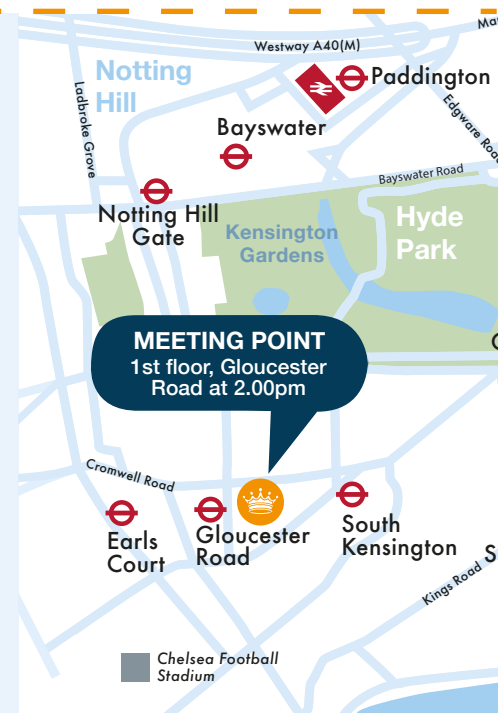 Westway A40(M)
Notting
Hill
Paddington
Ladbroke Grove
Edgware Road
Bayswater
Bayswater Road
Notting Hill
Gate
Kensington
Gardens
Hyde
Park
MEETING POINT
1st floor, Gloucester
Road at 2.00pm
Cromwell Road
Earls
Court
Gloucester
Road
South
Kensington
Kings Road
Chelsea Football
Stadium